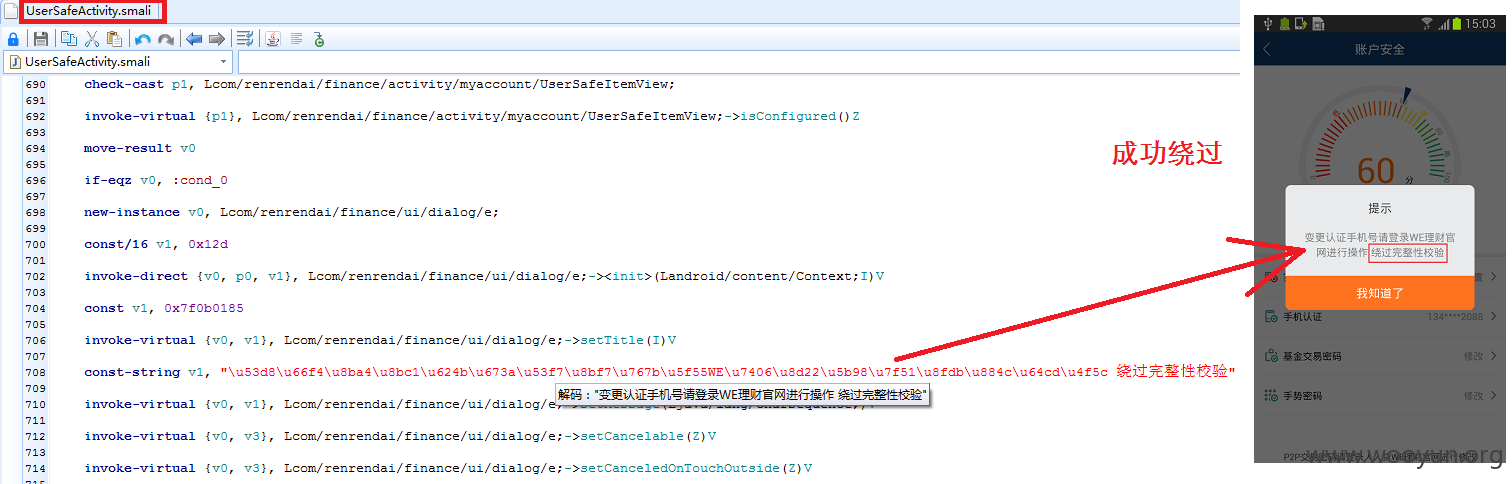 UserSafeActivity.smali
UserSafeActivity.smali
690 check-cast p1, Lcom/renrendai/finance/activity/myaccount/UserSafeItemView;
691
692 invoke-virtual {p1}, Lcom/renrendai/finance/activity/myaccount/UserSafeItemView;->isConfigured()Z
693
694 move-result v0
695
696 if-eqz v0, :cond_0
697
698 new-instance v0, Lcom/renrendai/finance/ui/dialog/e;
699
700 const/16 v1, 0x12d
701
702 invoke-direct {v0, p0, v1}, Lcom/renrendai/finance/ui/dialog/e;-><init>(Landroid/content/Context;I)V
703
704 const v1, 0x7f0b0185
705
706 invoke-virtual {v0, v1}, Lcom/renrendai/finance/ui/dialog/e;->setTitle(I)V
707
708 const-string v1, "\u53d8\u66f4\u8ba4\u8bc1\u624b\u673a\u53f7\u8bf7\u767b\u5f55WE\u7406\u8d22\u5b98\u7f51\u8fdb\u884c\u64cd\u4f5c 绕过完整性校验"
709
解码："变更认证手机号请登录WE理财官网进行操作 绕过完整性校验"
710 invoke-virtual {v0, v1}, Lcom/renrendai/finance/ui/dialog/e;
711
712 invoke-virtual {v0, v3}, Lcom/renrendai/finance/ui/dialog/e;->setCancelable(Z)V
713
714 invoke-virtual {v0, v3}, Lcom/renrendai/finance/ui/dialog/e;->setCanceledOnTouchOutside(Z)V
成功绕过
15:03
账户安全
60 分
提示
变更认证手机号请登录WE理财官
网进行操作 绕过完整性校验
我知道了
手机认证 134****2088
基金交易密码 修改
手势密码 修改
www.wooyun.org